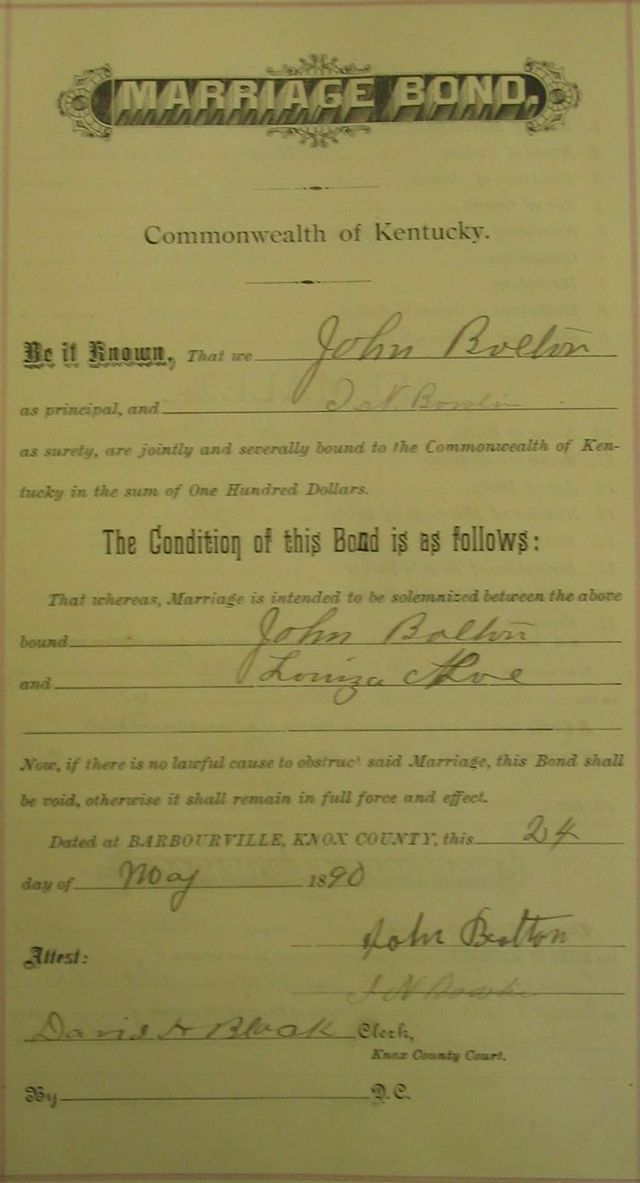 MARRIAGE BOND,
Commonwealth of Kentucky.
Be it Known, That we John Bolton
as principal, and
as surety, are jointly and severally bound to the Commonwealth of Ken-
tucky in the sum of One Hundred Dollars.
The Condition of this Bond is as follows:
That whereas, Marriage is intended to be solemnized between the above
bound John Bolton
and Louiza
Now, if there is no lawful cause to obstruct said Marriage, this Bond shall
be void, otherwise it shall remain in full force and effect.
Dated at BARBOURVILLE, KNOX COUNTY, this 24
day of May 1890
John Bolton
Attest:
David H Black Clerk,
Knox County Court.
By D.C.